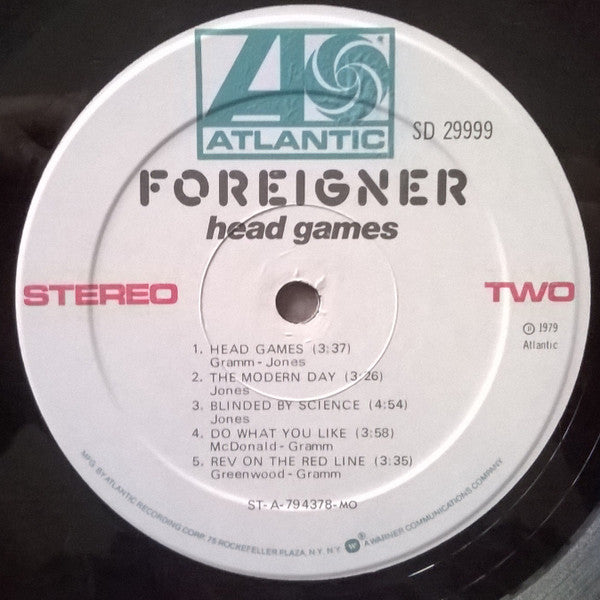 ATLANTIC
SD 29999
FOREIGNER
head games
STEREO
TWO
℗ 1979
Atlantic
1. HEAD GAMES (3:37)
Gramm - Jones
2. THE MODERN DAY (3:26)
Jones
3. BLINDED BY SCIENCE (4:54)
Jones
4. DO WHAT YOU LIKE (3:58)
McDonald - Gramm
5. REV ON THE RED LINE (3:35)
Greenwood - Gramm
ST-A-794378-MO
MFG. BY ATLANTIC RECORDING CORP. 75 ROCKEFELLER PLAZA, N.Y. N.Y. W ® A WARNER COMMUNICATIONS COMPANY